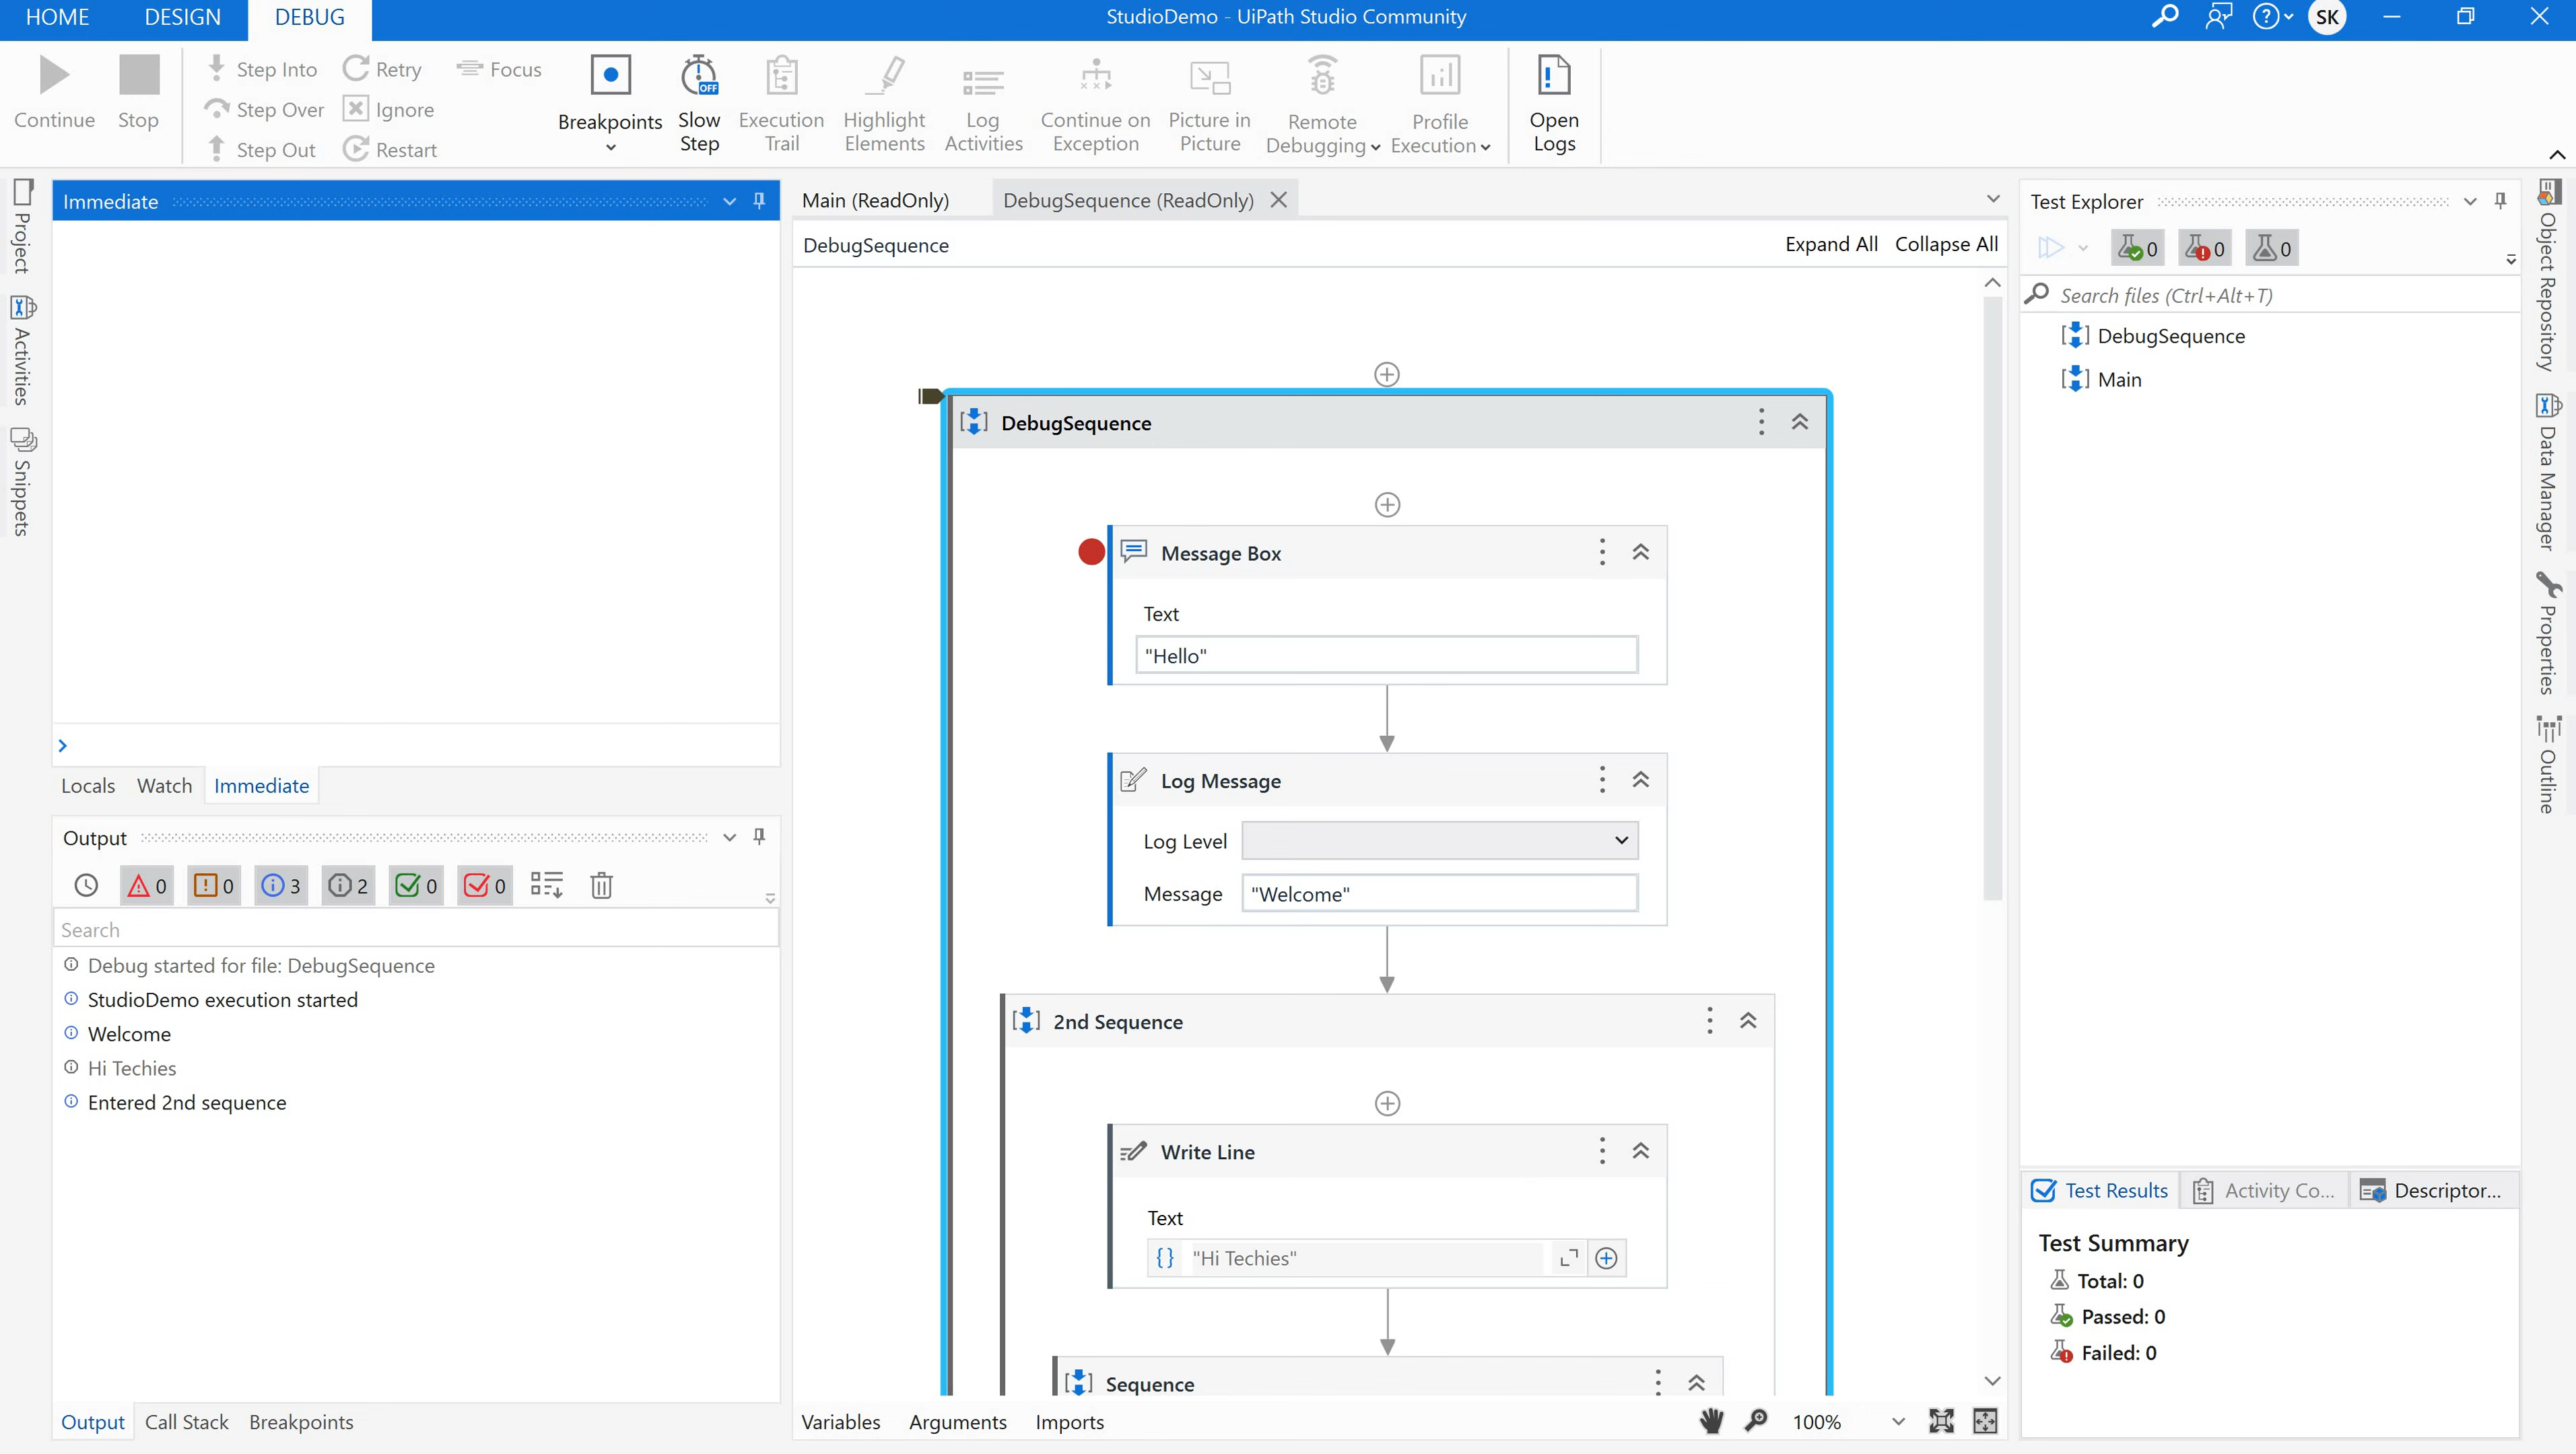 HOME DESIGN DEBUG
StudioDemo - UiPath Studio Community
SK
Continue
Stop
Step Into
Step Over
Step Out
Retry
Ignore
Restart
Focus
Breakpoints
OFF
Slow
Step
Execution
Trail
Highlight
Elements
Log
Activities
Continue on
Exception
Picture in
Picture
Remote
Debugging
Profile
Execution
Open
Logs
Project
Activities
Snippets
Immediate
Locals Watch Immediate
Output
0 0 3 2 0 0
Search
Debug started for file: DebugSequence
StudioDemo execution started
Welcome
Hi Techies
Entered 2nd sequence
Output Call Stack Breakpoints
Main (ReadOnly) DebugSequence (ReadOnly)
DebugSequence
Expand All Collapse All
DebugSequence
Message Box
Text
"Hello"
Log Message
Log Level
Message "Welcome"
2nd Sequence
Write Line
Text
{} "Hi Techies"
Sequence
Variables Arguments Imports
100%
Test Explorer
0 0 0
Search files (Ctrl+Alt+T)
DebugSequence
Main
Test Results Activity Co... Descriptor...
Test Summary
Total: 0
Passed: 0
Failed: 0
Object Repository
Data Manager
Properties
Outline